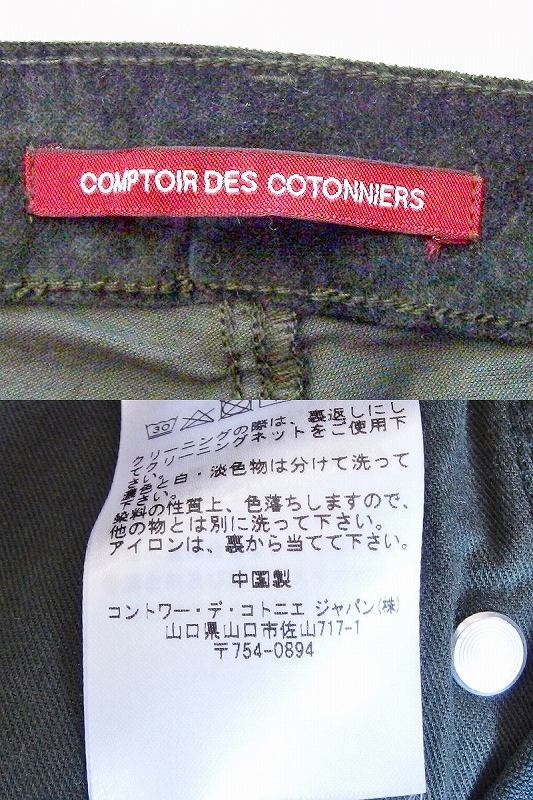 COMPTOIR DES COTONNIERS
30
クリーニングの際は、裏返しにし
てクリーニングネットをご使用下
さい。
濃色と白・淡色物は分けて洗って
下さい。
染料の性質上、色落ちしますので、
他の物とは別に洗って下さい。
アイロンは、裏から当てて下さい。
中国製
コントワー・デ・コトニエ ジャパン(株)
山口県山口市佐山717-1
〒754-0894